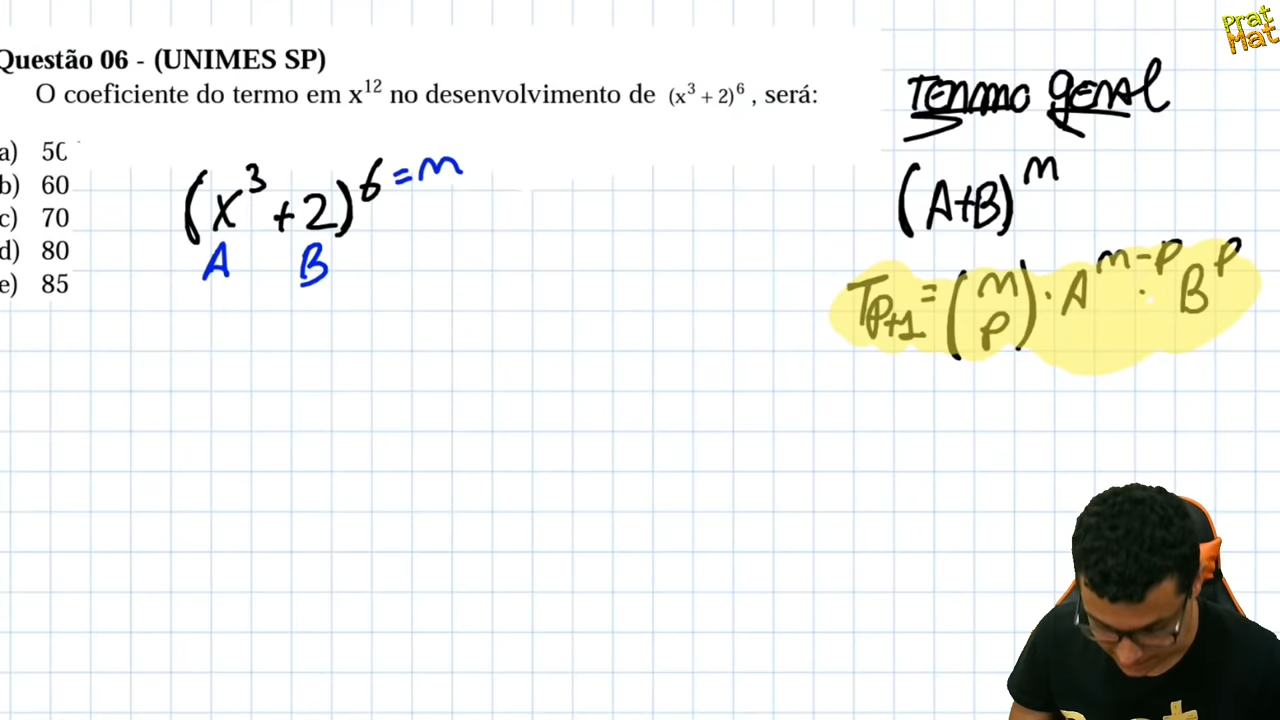 Prat
Mat
Questão 06 - (UNIMES SP)
O coeficiente do termo em x¹² no desenvolvimento de (x³ + 2)⁶ , será:
a) 50
b) 60
c) 70
d) 80
e) 85
(x³ + 2)⁶ = n
A B
Termo geral
(A+B)ⁿ
Tₚ₊₁ = (n p) · Aⁿ⁻ᵖ · Bᵖ